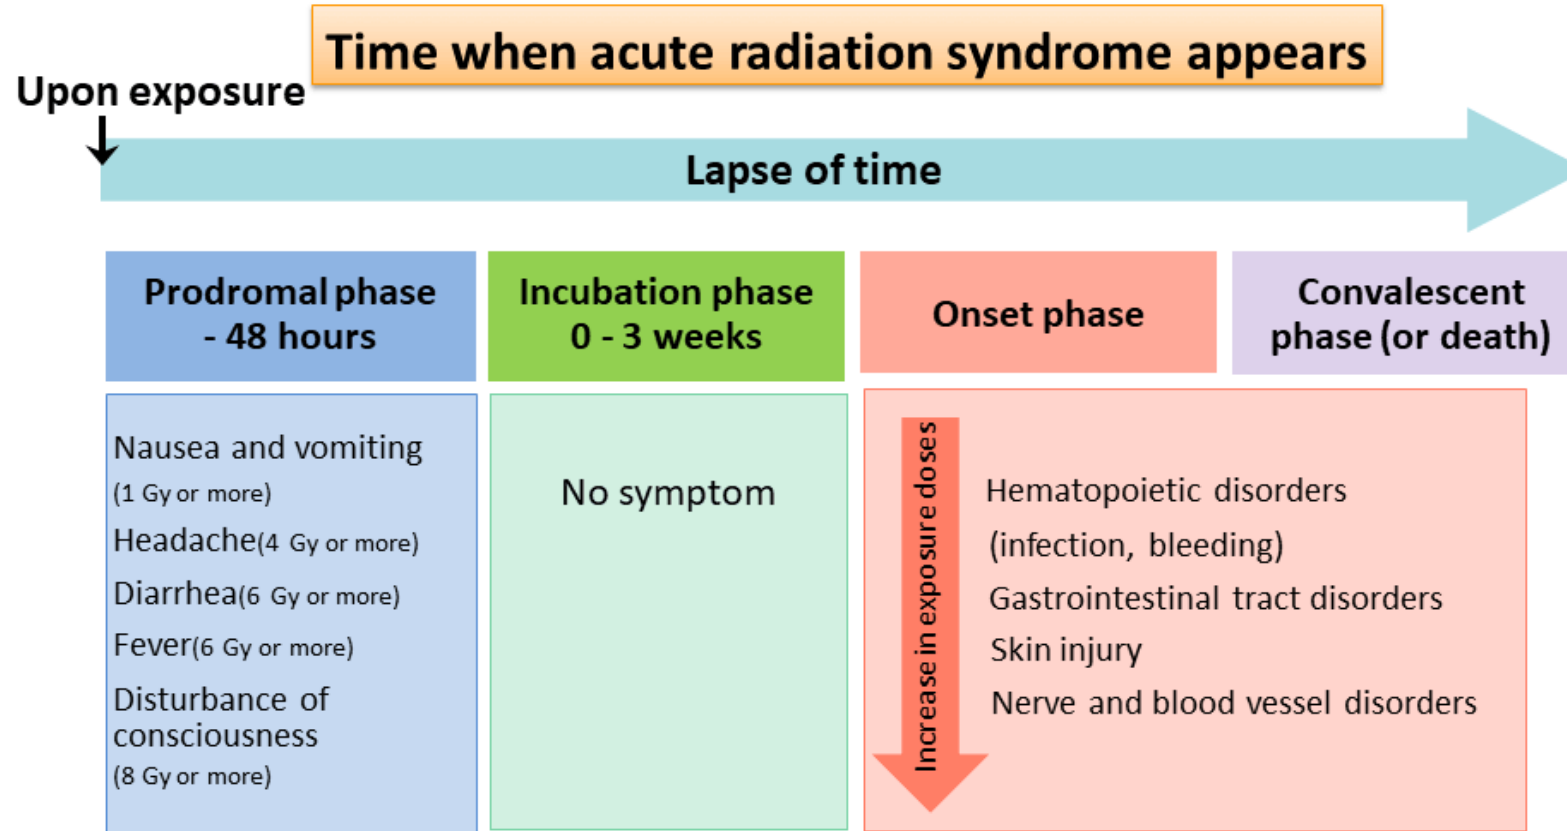 Time when acute radiation syndrome appears
Upon exposure
Lapse of time
Prodromal phase
- 48 hours
Incubation phase
0 - 3 weeks
Onset phase
Convalescent
phase (or death)
Nausea and vomiting
(1 Gy or more)
Headache(4 Gy or more)
Diarrhea(6 Gy or more)
Fever(6 Gy or more)
Disturbance of
consciousness
(8 Gy or more)
No symptom
Increase in exposure doses
Hematopoietic disorders
(infection, bleeding)
Gastrointestinal tract disorders
Skin injury
Nerve and blood vessel disorders